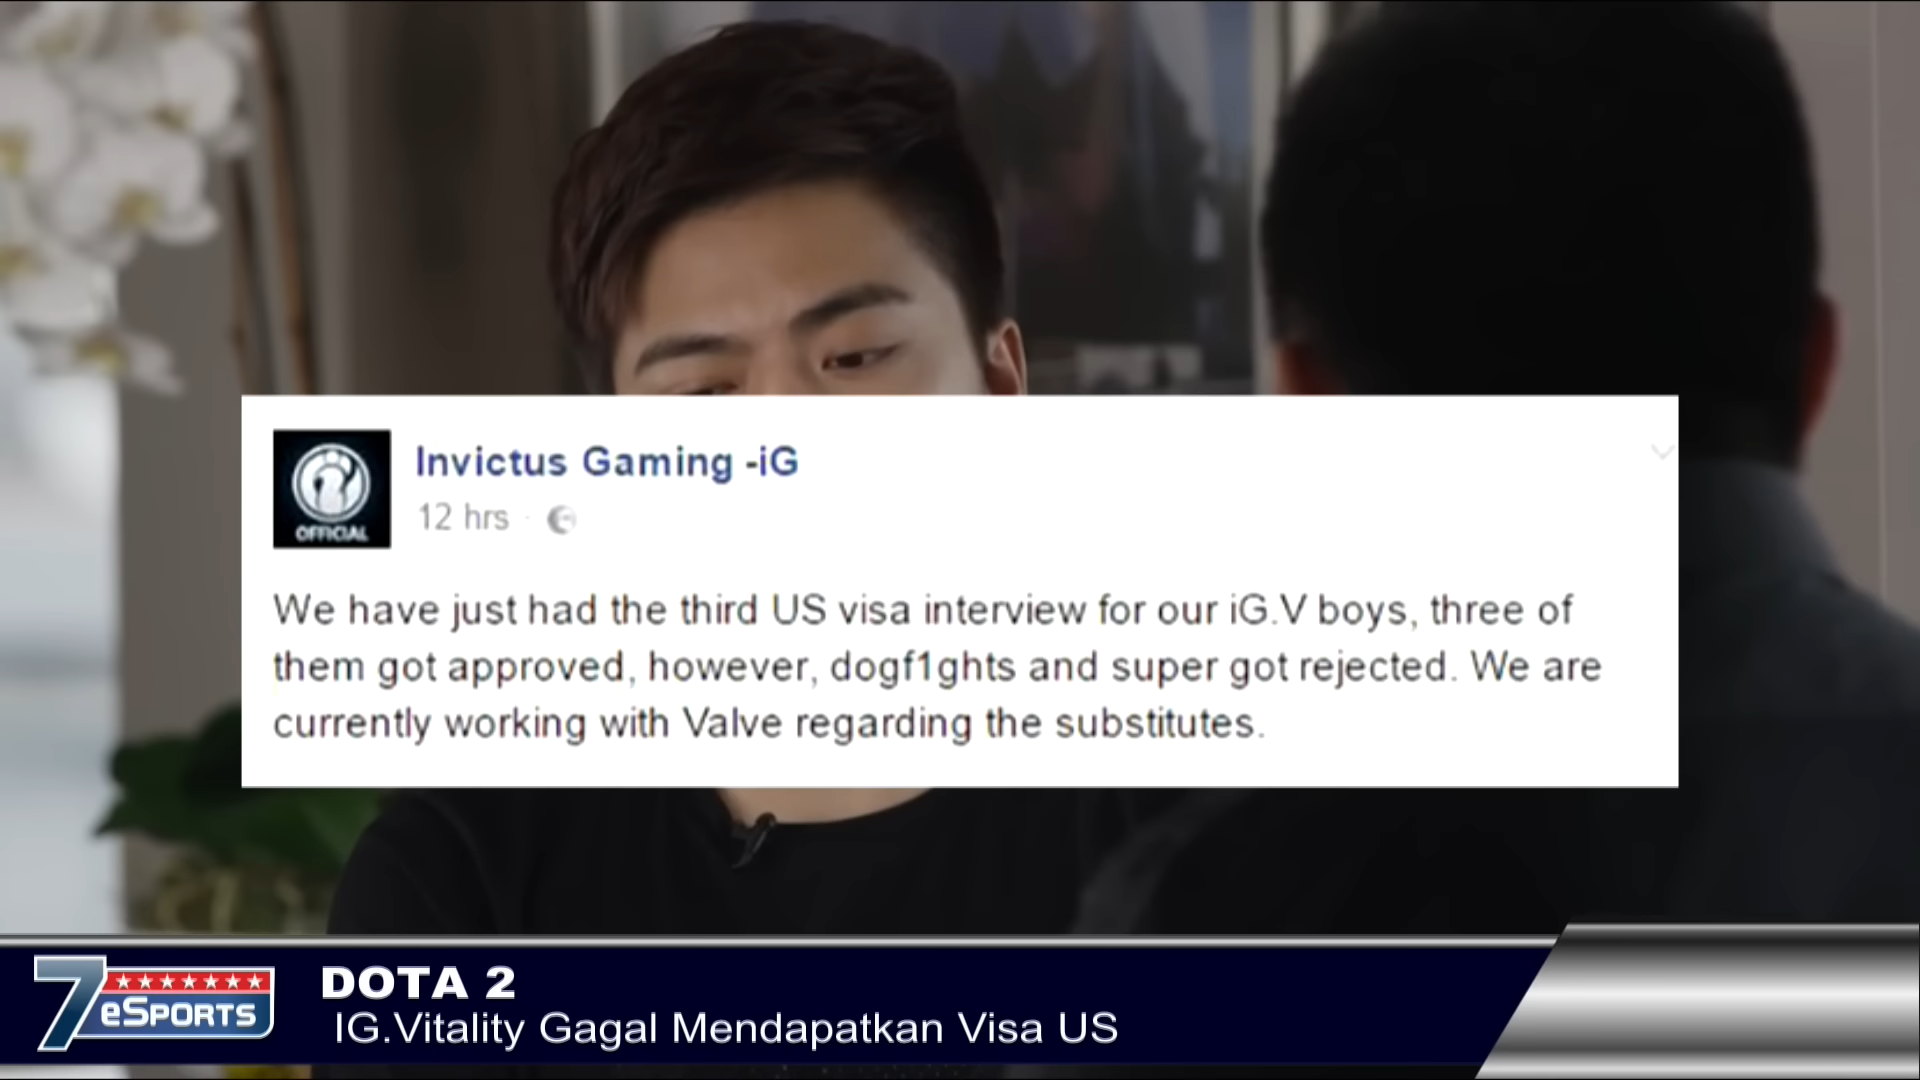 OFFICIAL
Invictus Gaming -iG
12 hrs ·
We have just had the third US visa interview for our iG.V boys, three of
them got approved, however, dogf1ghts and super got rejected. We are
currently working with Valve regarding the substitutes.
7 eSPORTS
DOTA 2
IG.Vitality Gagal Mendapatkan Visa US